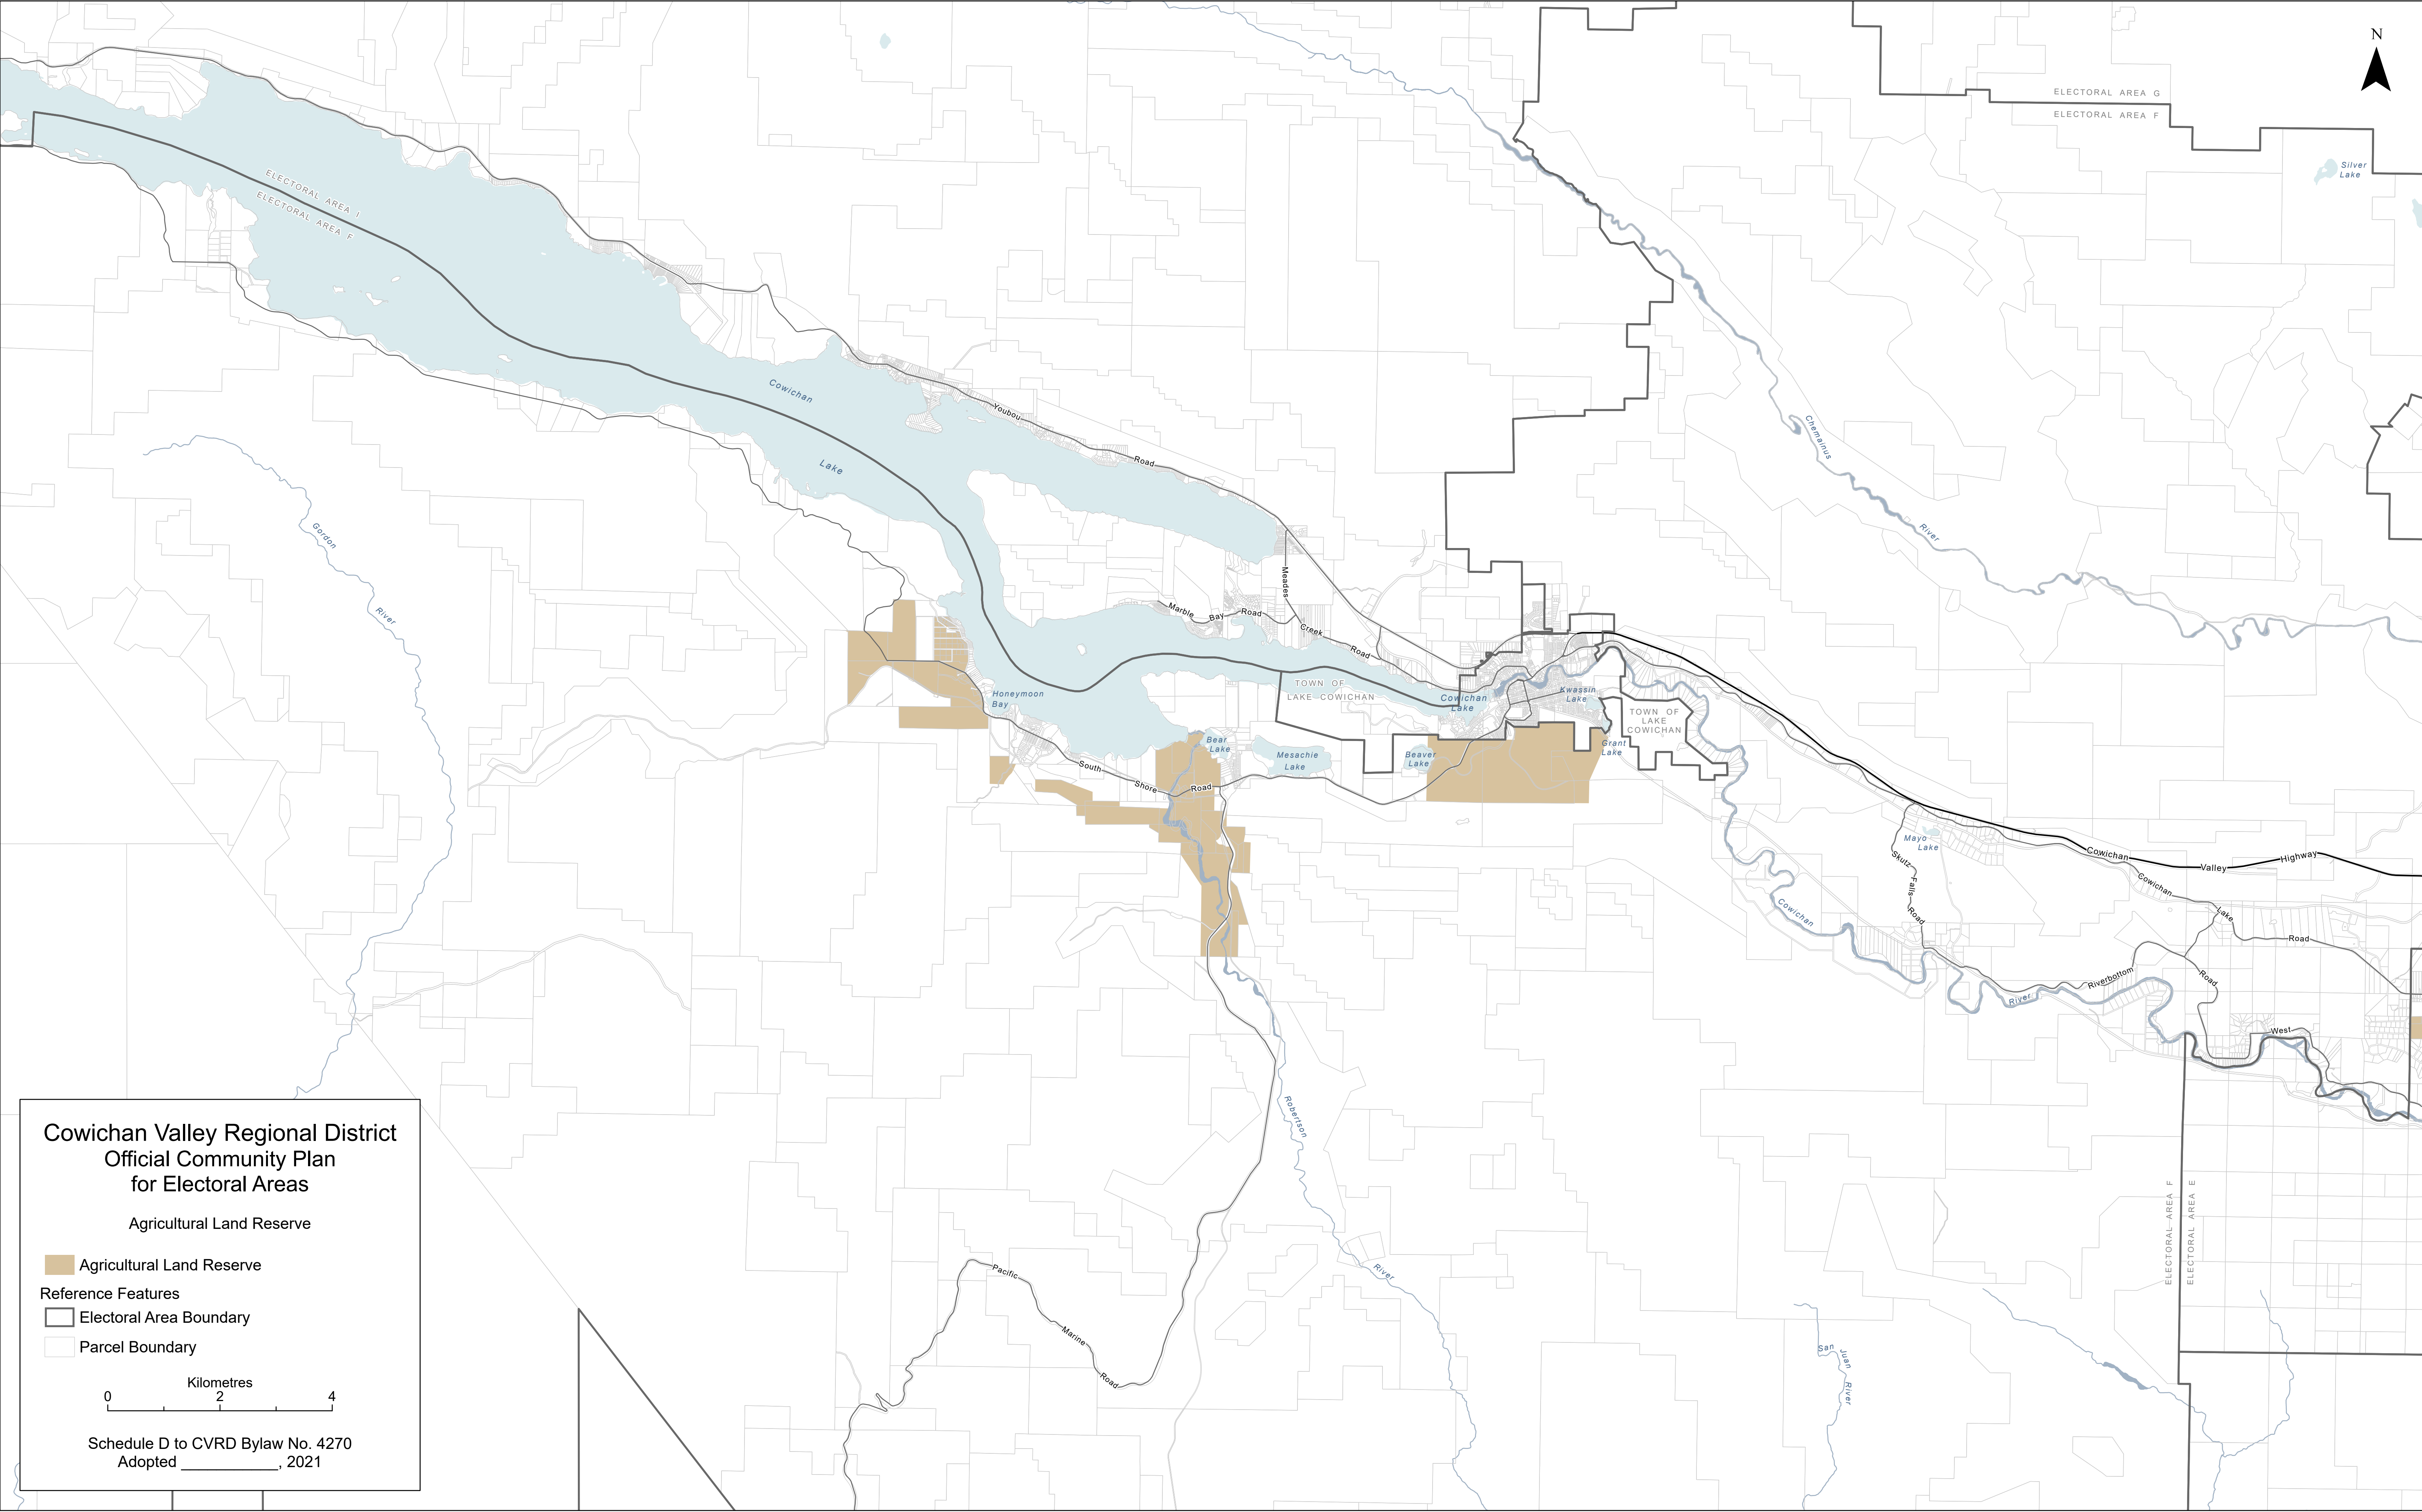 N
ELECTORAL AREA G
ELECTORAL AREA F
Silver
Lake
ELECTORAL AREA I
ELECTORAL AREA F
Cowichan
Lake
Youbou
Road
Chemainus
River
Gordon
River
Meades
Creek
Road
Marble
Bay
Road
Honeymoon
Bay
TOWN OF
LAKE COWICHAN
Cowichan
Lake
Kwassin
Lake
TOWN OF
LAKE
COWICHAN
Grant
Lake
Bear
Lake
Mesachie
Lake
Beaver
Lake
South
Shore
Road
Mayo
Lake
Skutz
Falls
Road
Cowichan
Valley
Highway
Cowichan
Lake
Road
Cowichan
River
Riverbottom
Road
West
Robertson
River
Pacific
Marine
Road
San
Juan
River
ELECTORAL AREA F
ELECTORAL AREA E
Cowichan Valley Regional District
Official Community Plan
for Electoral Areas
Agricultural Land Reserve
Agricultural Land Reserve
Reference Features
Electoral Area Boundary
Parcel Boundary
Kilometres
0 2 4
Schedule D to CVRD Bylaw No. 4270
Adopted ____________, 2021